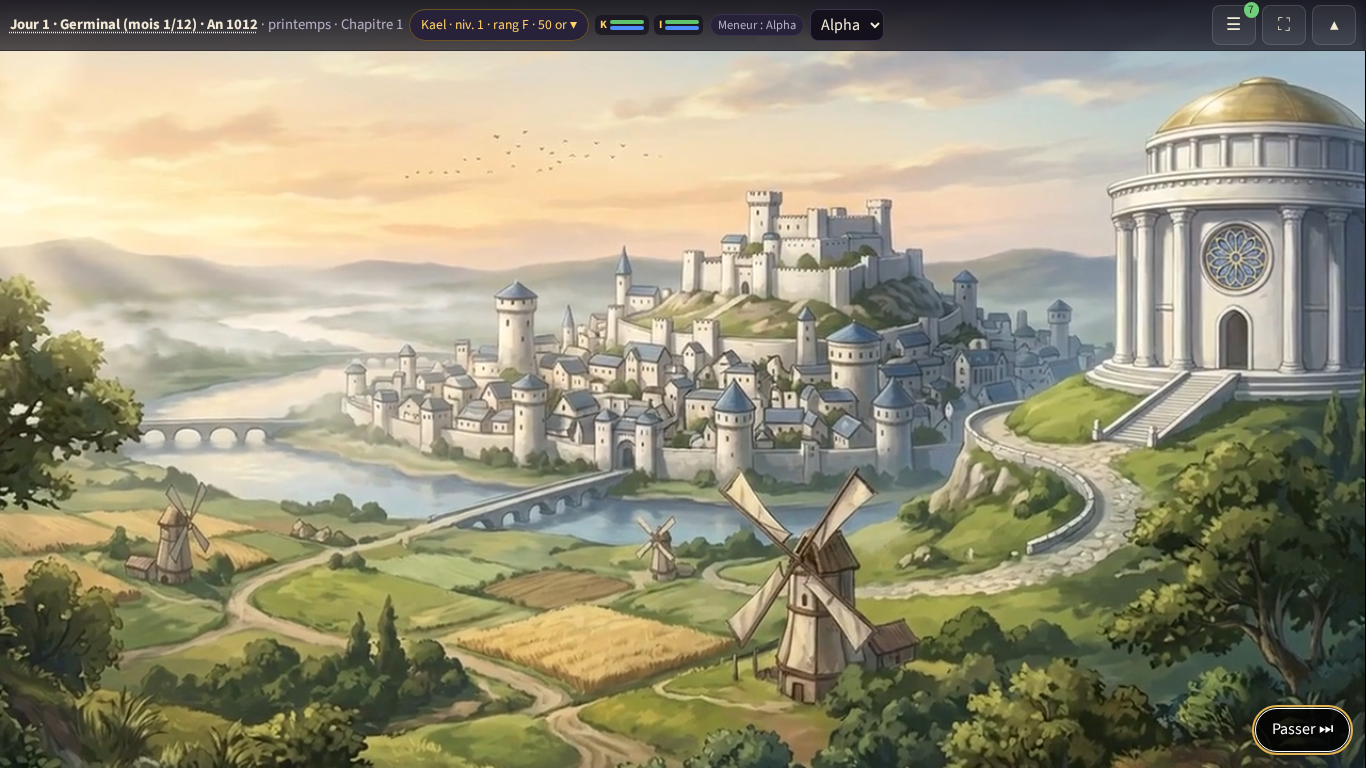 Jour 1 · Germinal (mois 1/12) · An 1012 · printemps · Chapitre 1 Kael · niv. 1 · rang F · 50 or ▾ K I Meneur : Alpha Alpha ☰ 7 ⛶ ▲
Passer ⏭